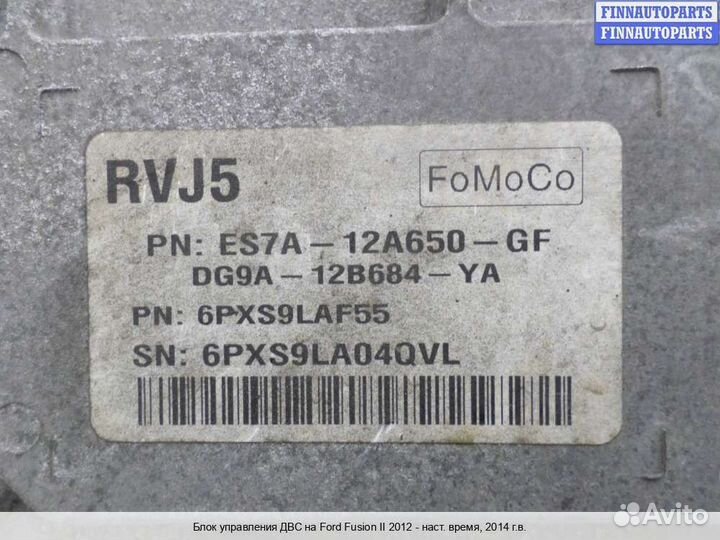 FINNAUTOPARTS
FINNAUTOPARTS
RVJ5
FoMoCo
PN: ES7A-12A650-GF
DG9A-12B684-YA
PN: 6PXS9LAF55
SN: 6PXS9LA04QVL
Avito
Блок управления ДВС на Ford Fusion II 2012 - наст. время, 2014 г.в.